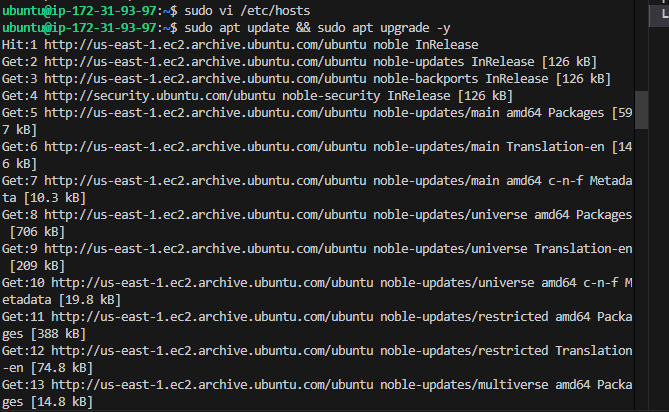 ubuntu@ip-172-31-93-97:~$ sudo vi /etc/hosts
ubuntu@ip-172-31-93-97:~$ sudo apt update && sudo apt upgrade -y
Hit:1 http://us-east-1.ec2.archive.ubuntu.com/ubuntu noble InRelease
Get:2 http://us-east-1.ec2.archive.ubuntu.com/ubuntu noble-updates InRelease [126 kB]
Get:3 http://us-east-1.ec2.archive.ubuntu.com/ubuntu noble-backports InRelease [126 kB]
Get:4 http://security.ubuntu.com/ubuntu noble-security InRelease [126 kB]
Get:5 http://us-east-1.ec2.archive.ubuntu.com/ubuntu noble-updates/main amd64 Packages [59
7 kB]
Get:6 http://us-east-1.ec2.archive.ubuntu.com/ubuntu noble-updates/main Translation-en [14
6 kB]
Get:7 http://us-east-1.ec2.archive.ubuntu.com/ubuntu noble-updates/main amd64 c-n-f Metada
ta [10.3 kB]
Get:8 http://us-east-1.ec2.archive.ubuntu.com/ubuntu noble-updates/universe amd64 Packages
 [706 kB]
Get:9 http://us-east-1.ec2.archive.ubuntu.com/ubuntu noble-updates/universe Translation-en
 [209 kB]
Get:10 http://us-east-1.ec2.archive.ubuntu.com/ubuntu noble-updates/universe amd64 c-n-f M
etadata [19.8 kB]
Get:11 http://us-east-1.ec2.archive.ubuntu.com/ubuntu noble-updates/restricted amd64 Packa
ges [388 kB]
Get:12 http://us-east-1.ec2.archive.ubuntu.com/ubuntu noble-updates/restricted Translation
-en [74.8 kB]
Get:13 http://us-east-1.ec2.archive.ubuntu.com/ubuntu noble-updates/multiverse amd64 Packa
ges [14.8 kB]